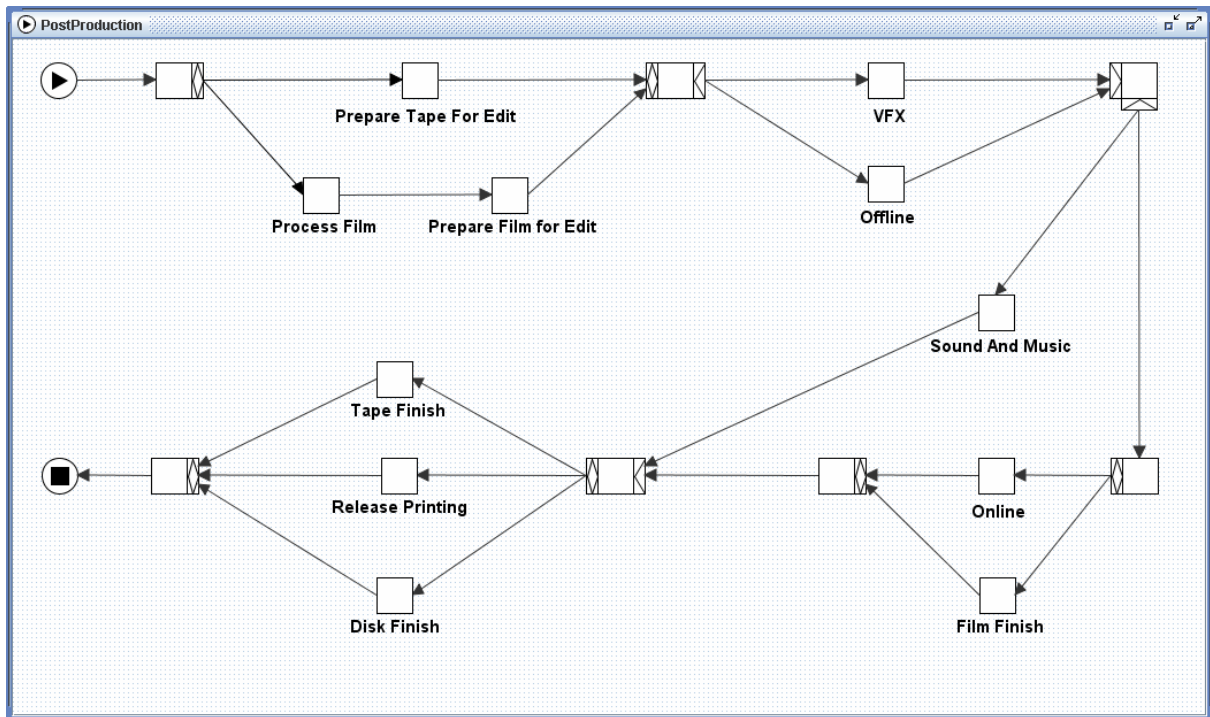 PostProduction
Prepare Tape For Edit
VFX
Process Film
Prepare Film for Edit
Offline
Sound And Music
Tape Finish
Release Printing
Online
Disk Finish
Film Finish